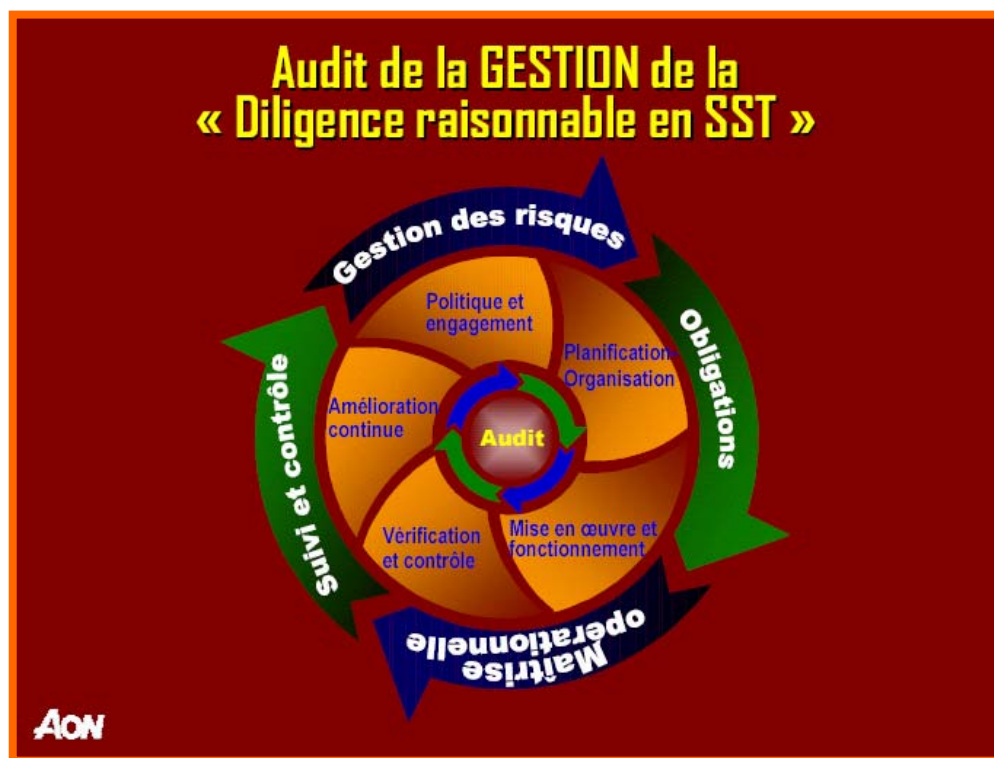 Audit de la GESTION de la
« Diligence raisonnable en SST »
Gestion des risques
Obligations
Maîtrise
opérationnelle
Suivi et contrôle
Politique et
engagement
Planification-
Organisation
Mise en œuvre et
fonctionnement
Vérification
et contrôle
Amélioration
continue
Audit
AON